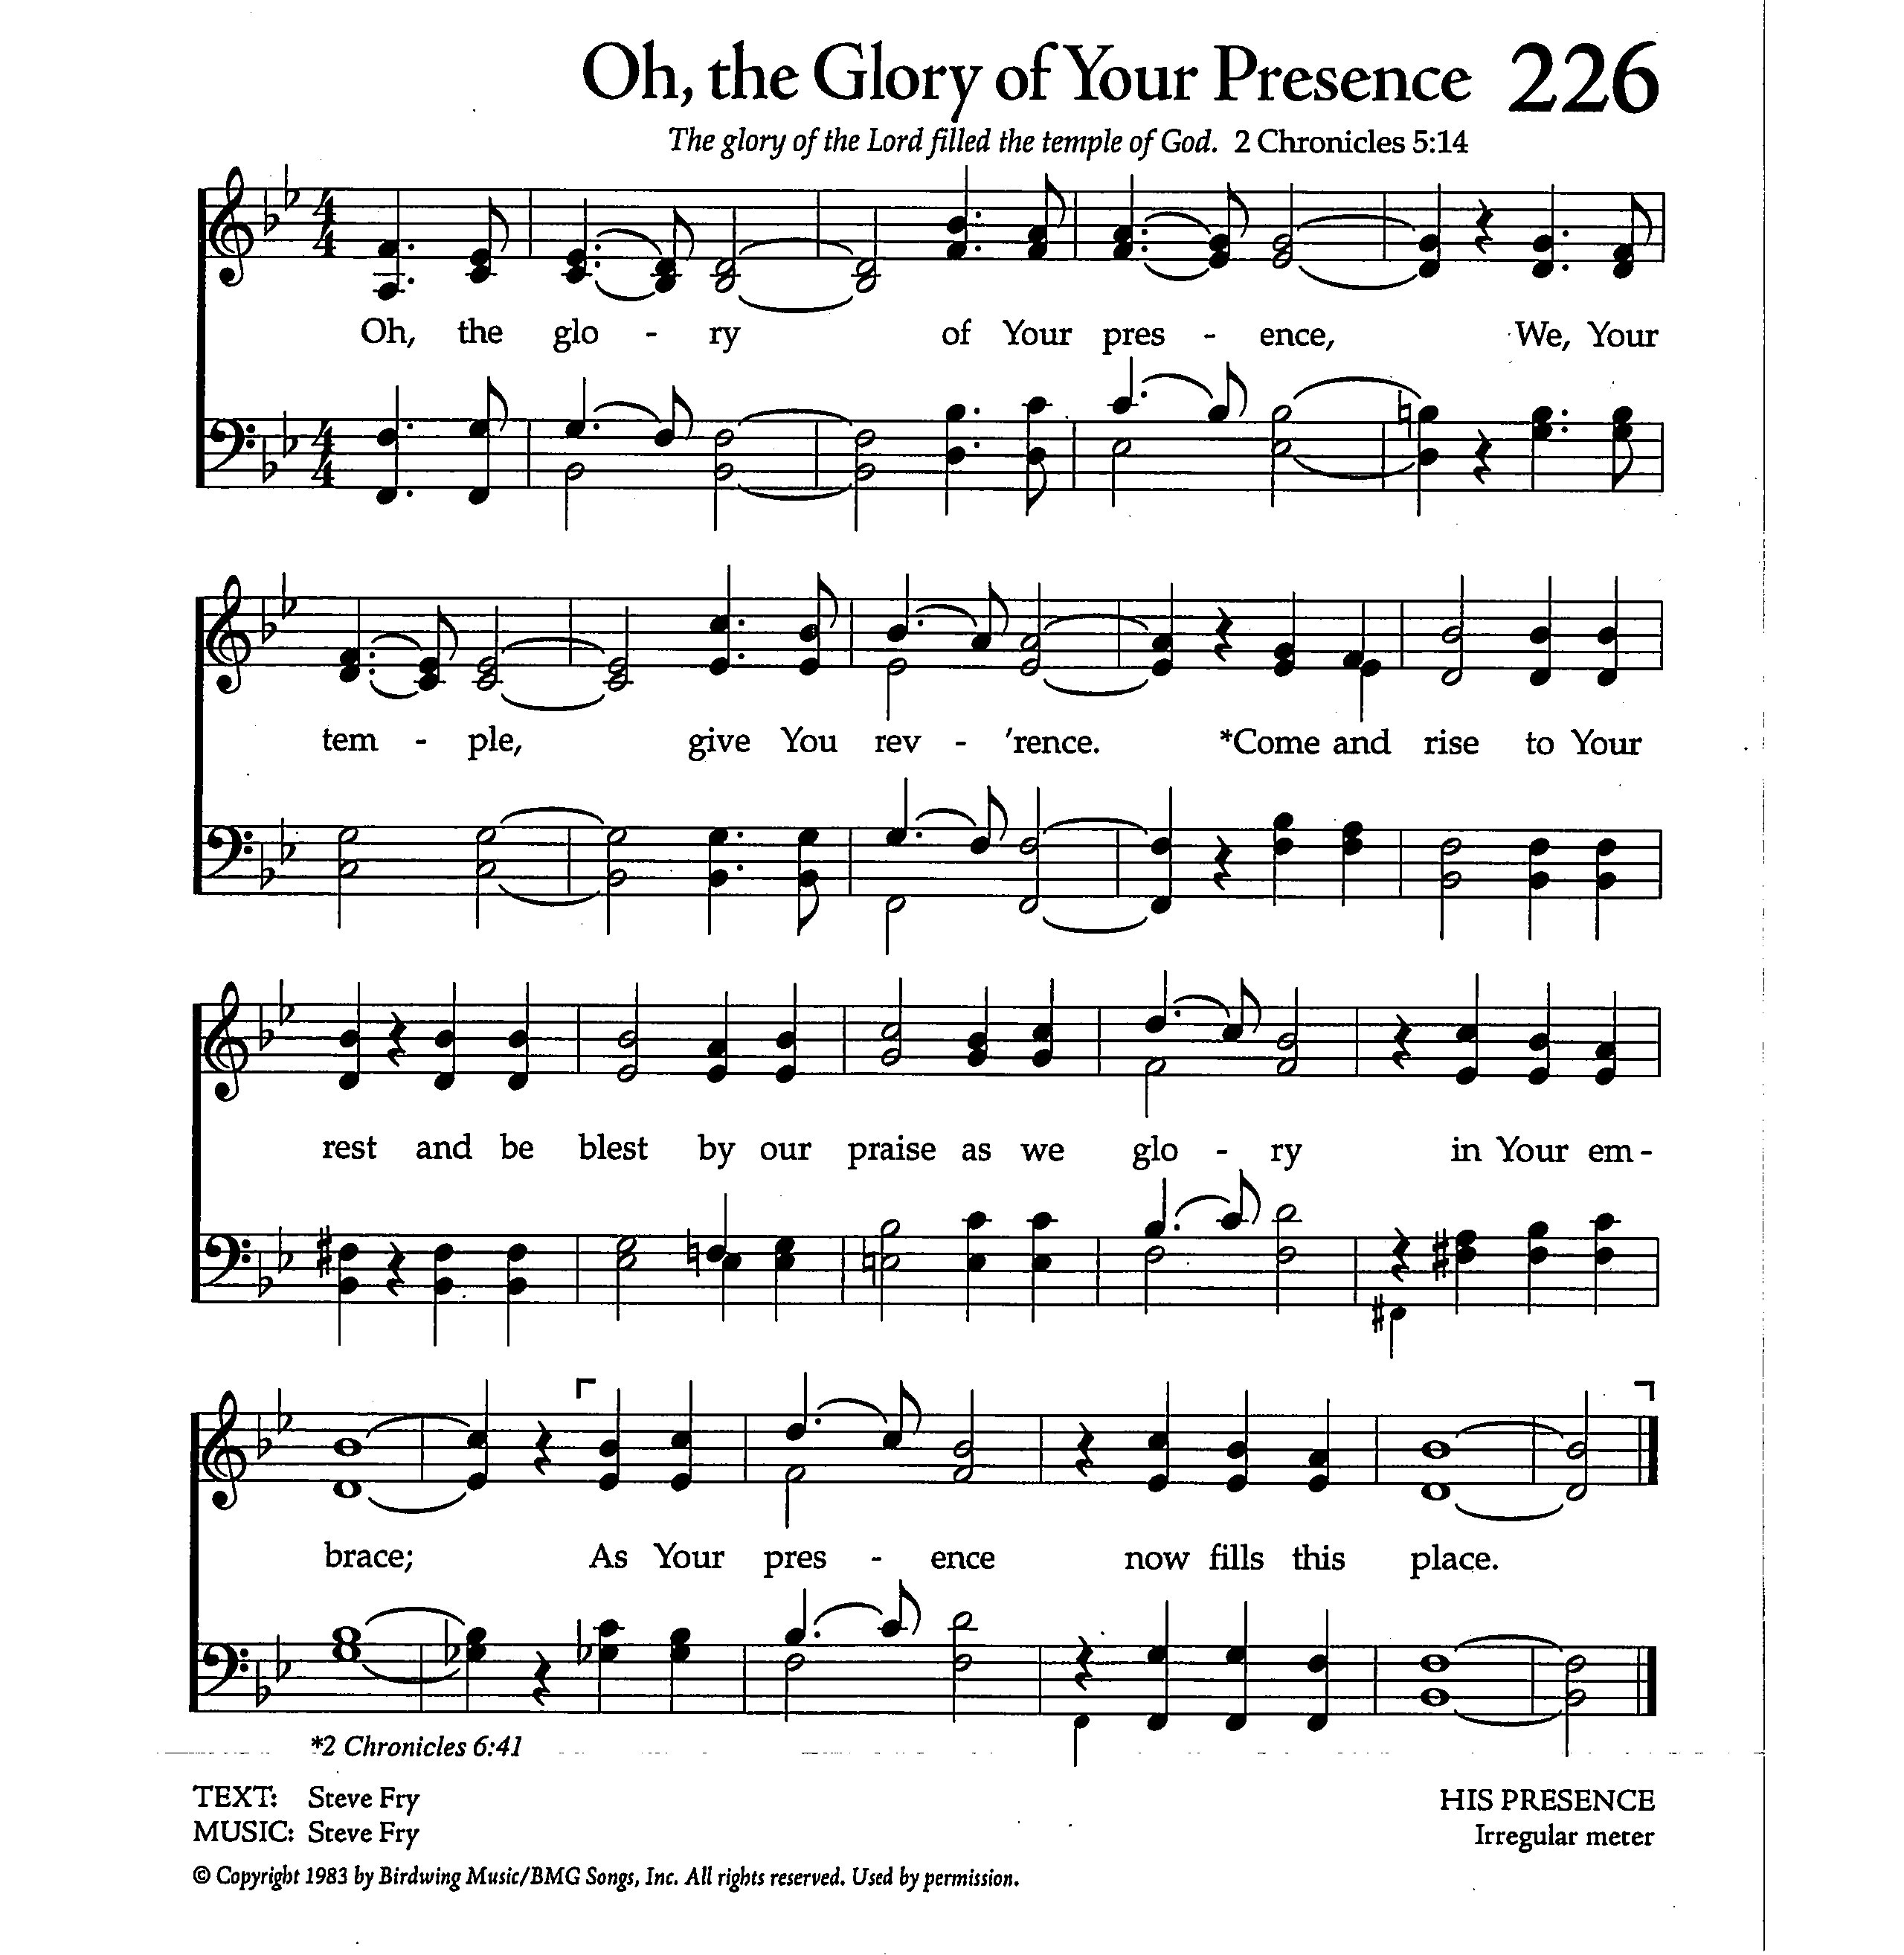 Oh, the Glory of Your Presence 226
The glory of the Lord filled the temple of God. 2 Chronicles 5:14
Oh, the glo - ry of Your pres - ence, We, Your
tem - ple, give You rev - 'rence. *Come and rise to Your
rest and be blest by our praise as we glo - ry in Your em -
brace; As Your pres - ence now fills this place.
*2 Chronicles 6:41
TEXT: Steve Fry HIS PRESENCE
MUSIC: Steve Fry Irregular meter
© Copyright 1983 by Birdwing Music/BMG Songs, Inc. All rights reserved. Used by permission.